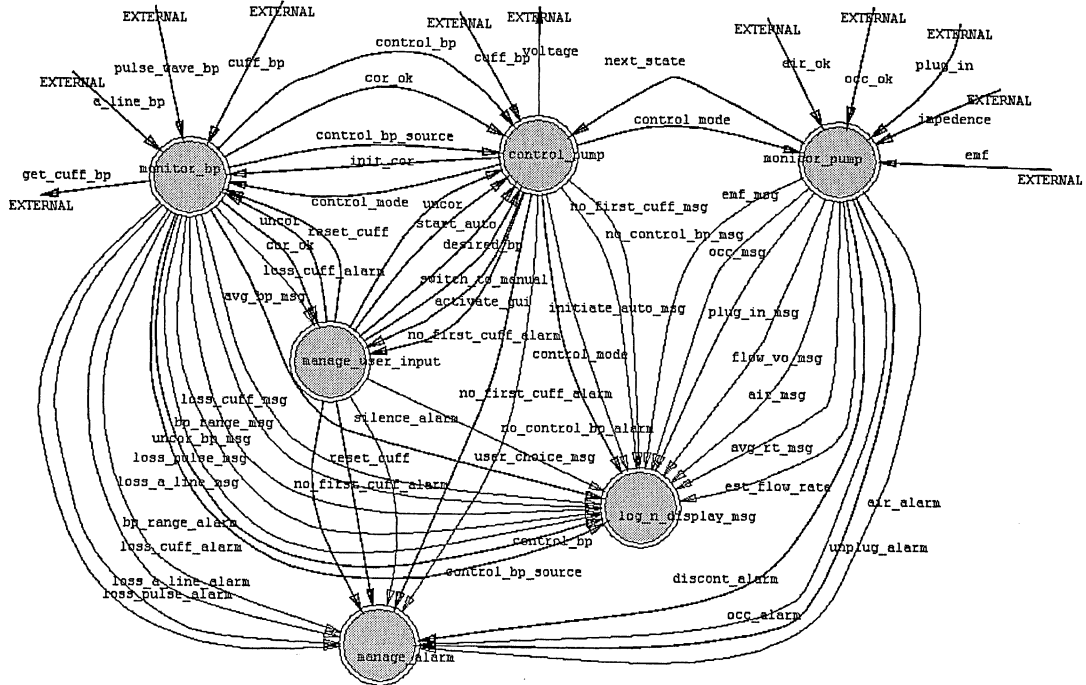 EXTERNAL
EXTERNAL
EXTERNAL
EXTERNAL
EXTERNAL
EXTERNAL
EXTERNAL
EXTERNAL
pulse_wave_bp
cuff_bp
control_bp
cuff_bp
voltage
next_state
air_ok
occ_ok
plug_in
EXTERNAL
a_line_bp
cor_ok
EXTERNAL
impedence
control_bp_source
control_mode
monitor_bp
init_cor
control_pump
monitor_pump
emf
get_cuff_bp
EXTERNAL
EXTERNAL
control_mode
uncor
no_first_cuff_msg
emf_msg
uncor
reset_cuff
start_auto
no_control_bp_msg
cor_ok
desired_bp
occ_msg
loss_cuff_alarm
switch_to_manual
avg_bp_msg
activate_gui
initiate_auto_msg
plug_in_msg
no_first_cuff_alarm
manage_user_input
control_mode
flow_vo_msg
loss_cuff_msg
no_first_cuff_alarm
air_msg
bp_range_msg
silence_alarm
no_control_bp_alarm
uncor_bp_msg
avg_rt_msg
loss_pulse_msg
reset_cuff
user_choice_msg
loss_a_line_msg
no_first_cuff_alarm
est_flow_rate
air_alarm
bp_range_alarm
log_n_display_msg
loss_cuff_alarm
control_bp
unplug_alarm
loss_a_line_alarm
control_bp_source
discont_alarm
loss_pulse_alarm
occ_alarm
manage_alarm